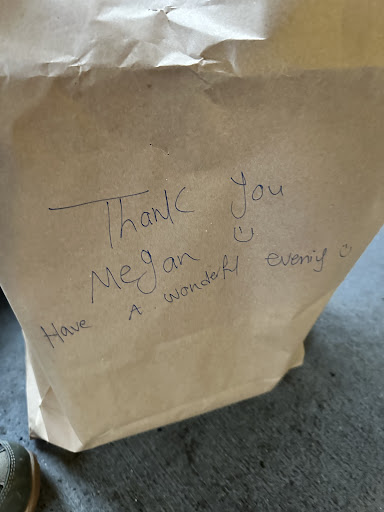 Thank you
Megan :)
Have A wonderful evening :)